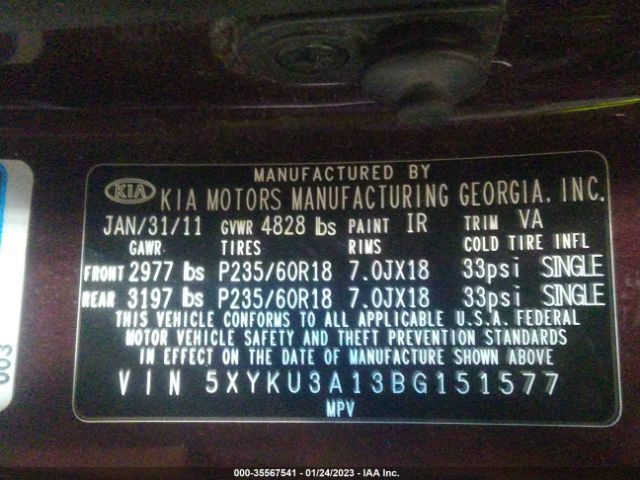 MANUFACTURED BY
KIA KIA MOTORS MANUFACTURING GEORGIA, INC.
JAN/31/11 GVWR 4828 lbs PAINT IR TRIM VA
GAWR TIRES RIMS COLD TIRE INFL
FRONT 2977 lbs P235/60R18 7.0JX18 33psi SINGLE
REAR 3197 lbs P235/60R18 7.0JX18 33psi SINGLE
THIS VEHICLE CONFORMS TO ALL APPLICABLE U.S.A. FEDERAL
MOTOR VEHICLE SAFETY AND THEFT PREVENTION STANDARDS
IN EFFECT ON THE DATE OF MANUFACTURE SHOWN ABOVE
VIN 5XYKU3A13BG151577
MPV
003
000-35567541 - 01/24/2023 - IAA Inc.